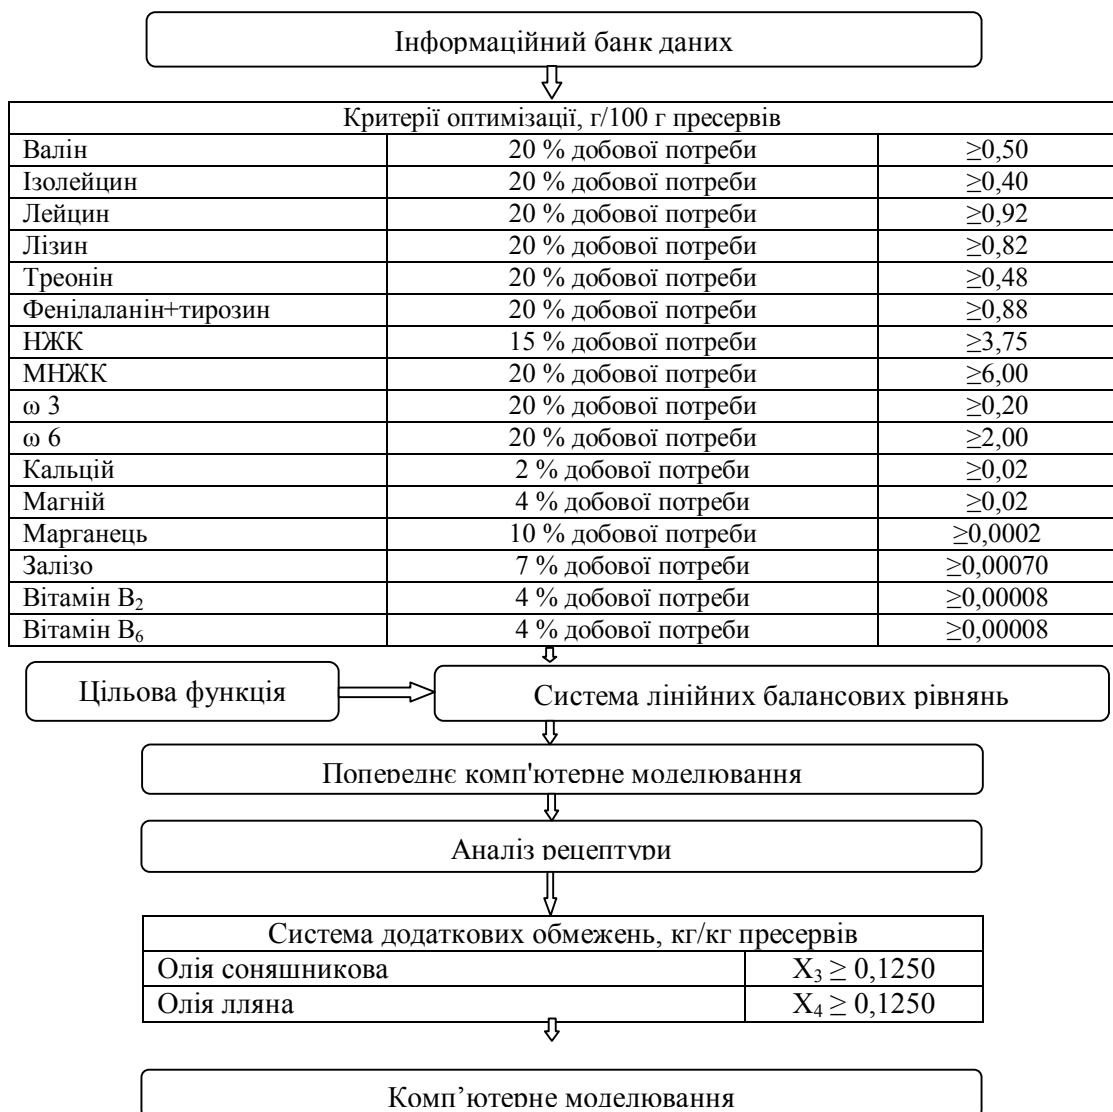 Інформаційний банк даних
Критерії оптимізації, г/100 г пресервів
Валін 20 % добової потреби ≥0,50
Ізолейцин 20 % добової потреби ≥0,40
Лейцин 20 % добової потреби ≥0,92
Лізин 20 % добової потреби ≥0,82
Треонін 20 % добової потреби ≥0,48
Фенілаланін+тирозин 20 % добової потреби ≥0,88
НЖК 15 % добової потреби ≥3,75
МНЖК 20 % добової потреби ≥6,00
ω 3 20 % добової потреби ≥0,20
ω 6 20 % добової потреби ≥2,00
Кальцій 2 % добової потреби ≥0,02
Магній 4 % добової потреби ≥0,02
Марганець 10 % добової потреби ≥0,0002
Залізо 7 % добової потреби ≥0,00070
Вітамін В₂ 4 % добової потреби ≥0,00008
Вітамін В₆ 4 % добової потреби ≥0,00008
Цільова функція Система лінійних балансових рівнянь
Попереднє комп'ютерне моделювання
Аналіз рецептури
Система додаткових обмежень, кг/кг пресервів
Олія соняшникова Х₃ ≥ 0,1250
Олія лляна Х₄ ≥ 0,1250
Комп’ютерне моделювання